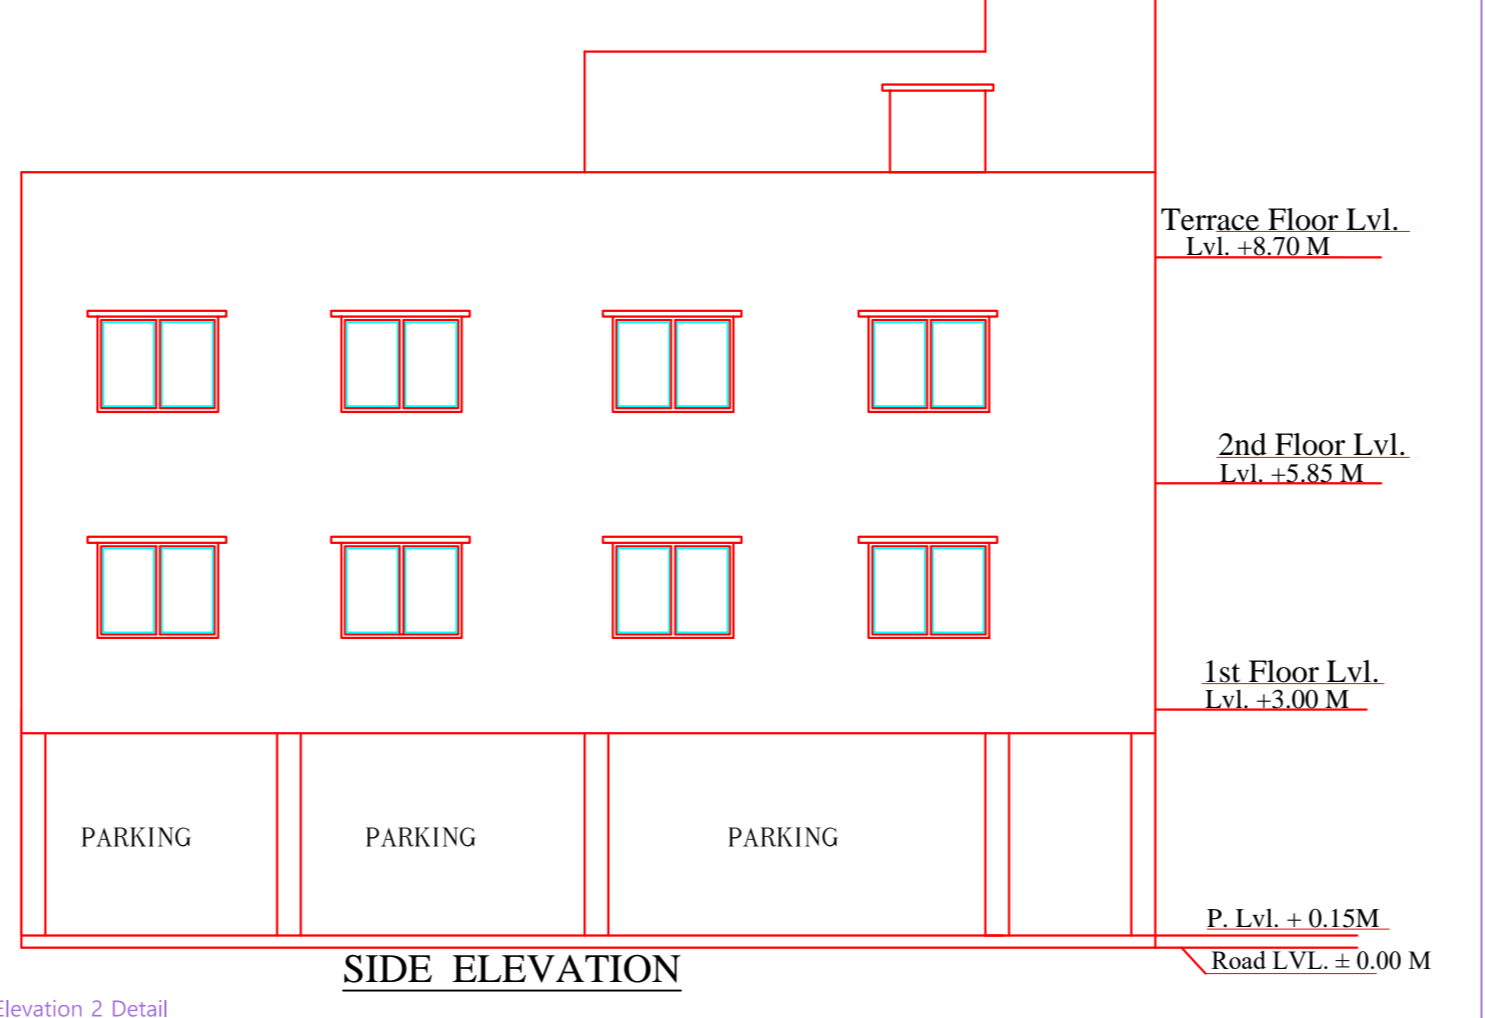 Terrace Floor Lvl.
Lvl. +8.70 M
2nd Floor Lvl.
Lvl. +5.85 M
1st Floor Lvl.
Lvl. +3.00 M
PARKING PARKING PARKING
P. Lvl. + 0.15M
Road LVL. ± 0.00 M
SIDE ELEVATION
Elevation 2 Detail